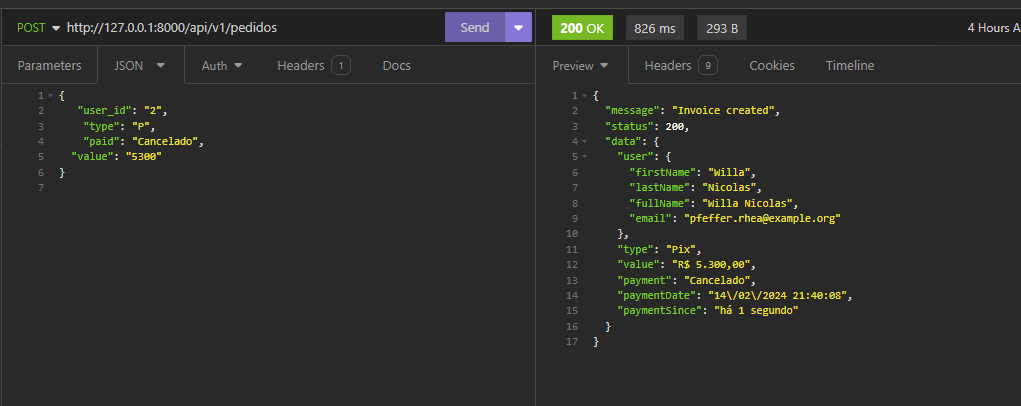 POST http://127.0.0.1:8000/api/v1/pedidos Send
200 OK 826 ms 293 B 4 Hours A
Parameters JSON Auth Headers 1 Docs
Preview Headers 9 Cookies Timeline
1 {
2 "user_id": "2",
3 "type": "P",
4 "paid": "Cancelado",
5 "value": "5300"
6 }
7
1 {
2 "message": "Invoice created",
3 "status": 200,
4 "data": {
5 "user": {
6 "firstName": "Willa",
7 "lastName": "Nicolas",
8 "fullName": "Willa Nicolas",
9 "email": "pfeffer.rhea@example.org"
10 },
11 "type": "Pix",
12 "value": "R$ 5.300,00",
13 "payment": "Cancelado",
14 "paymentDate": "14\/02\/2024 21:40:08",
15 "paymentSince": "há 1 segundo"
16 }
17 }